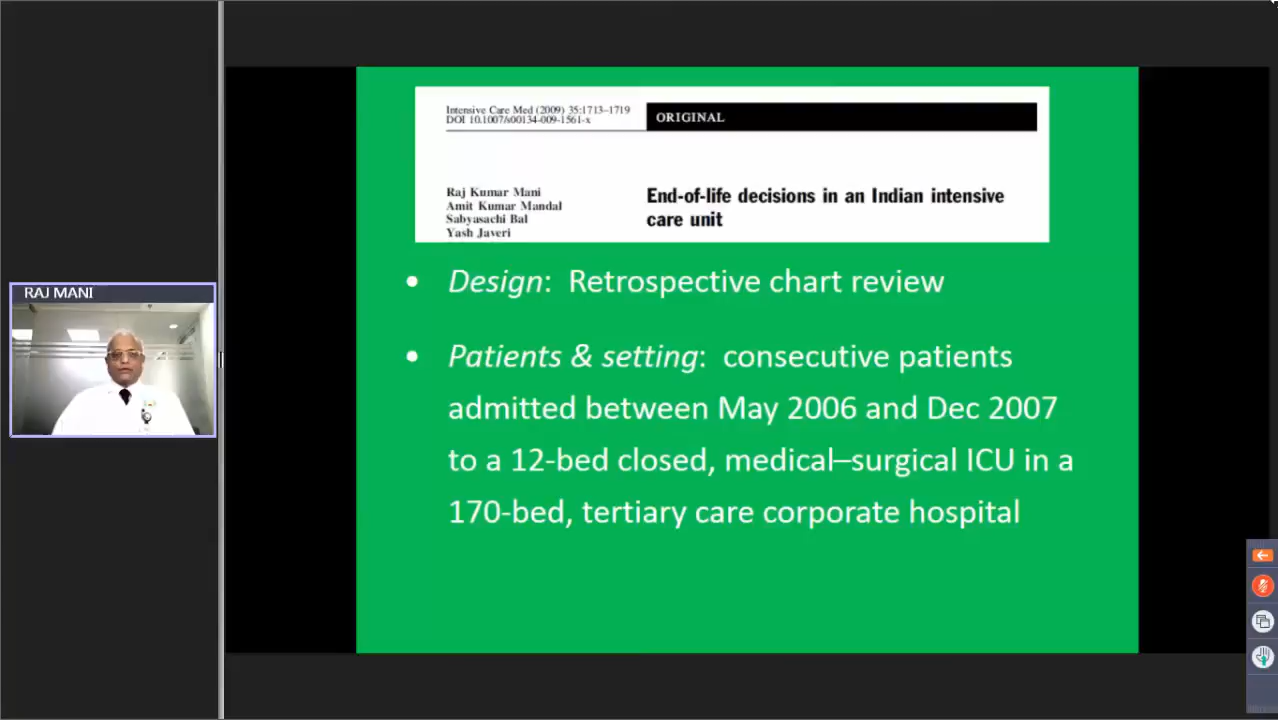 RAJ MANI
Intensive Care Med (2009) 35:1713–1719
DOI 10.1007/s00134-009-1561-x
ORIGINAL
Raj Kumar Mani
Amit Kumar Mandal
Sabyasachi Bal
Yash Javeri
End-of-life decisions in an Indian intensive
care unit
• Design: Retrospective chart review
• Patients & setting: consecutive patients
admitted between May 2006 and Dec 2007
to a 12-bed closed, medical–surgical ICU in a
170-bed, tertiary care corporate hospital